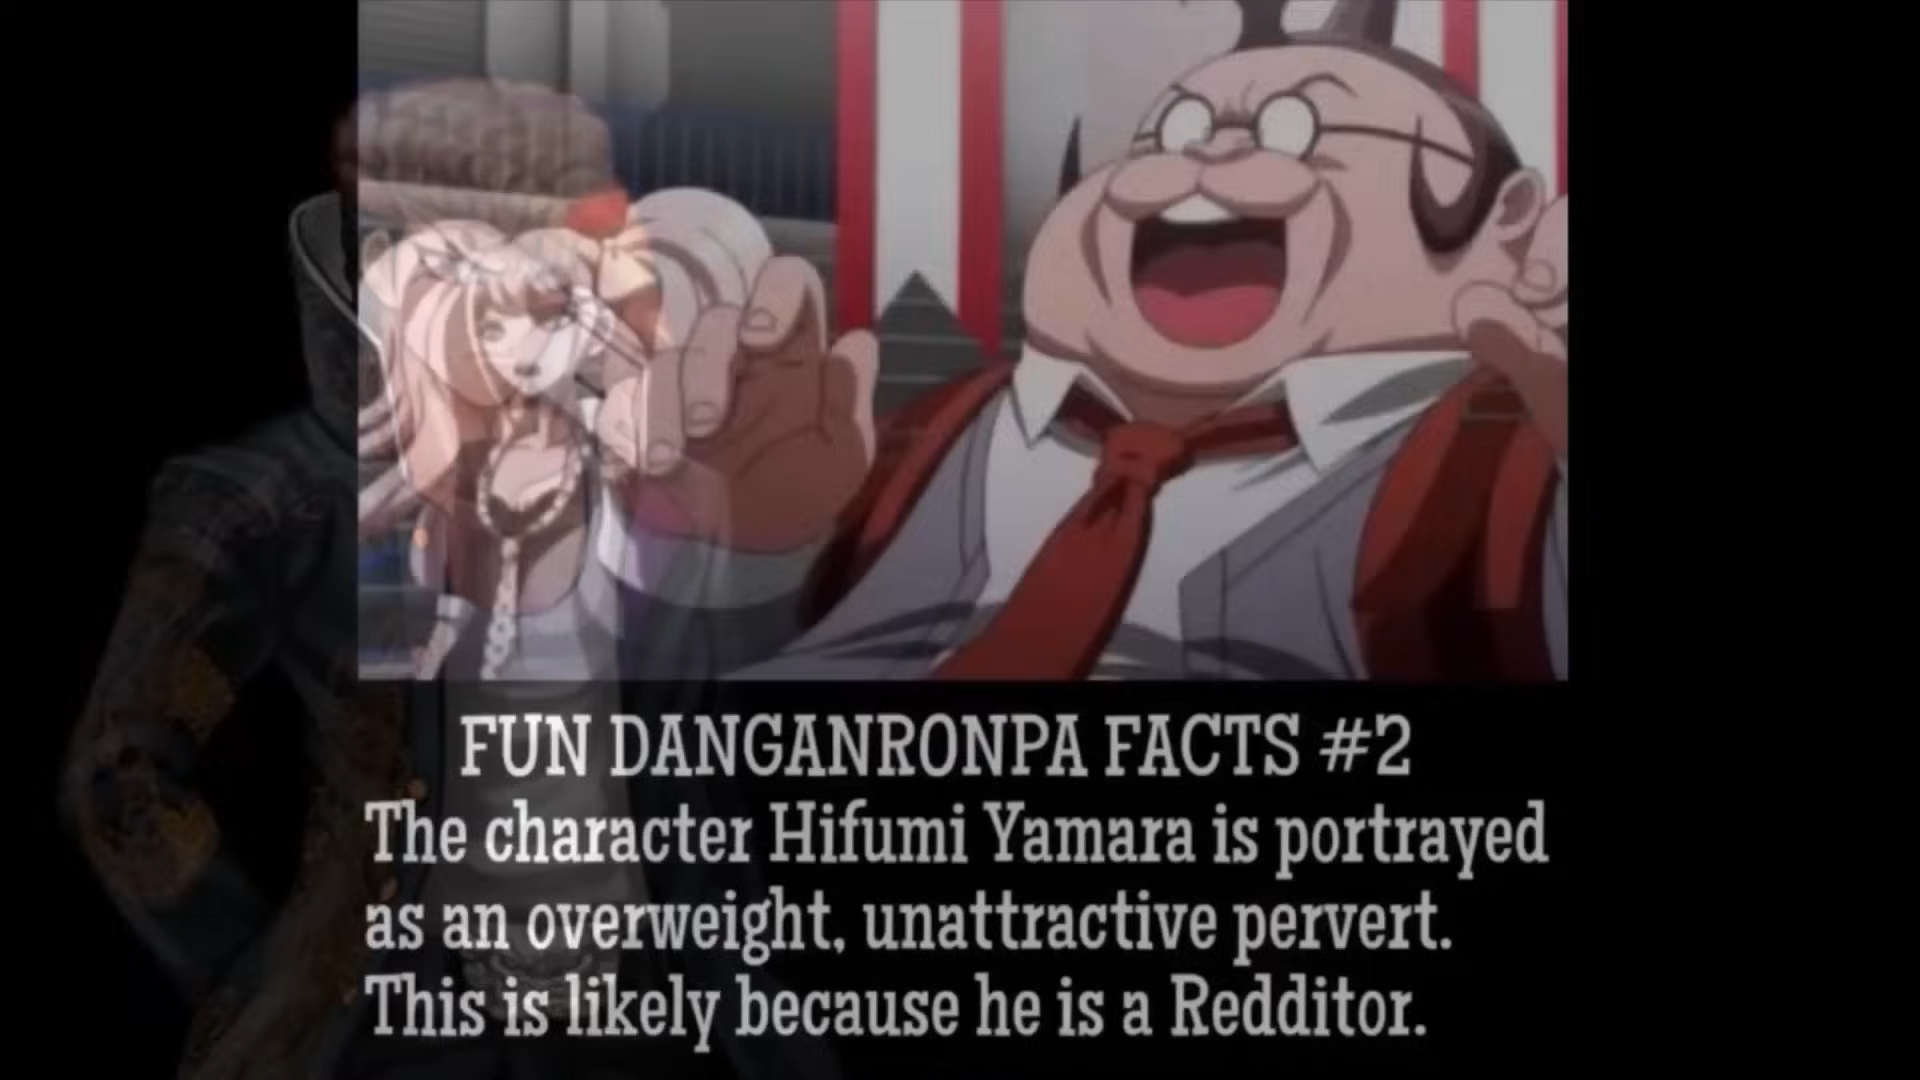 FUN DANGANRONPA FACTS #2
The character Hifumi Yamara is portrayed
as an overweight, unattractive pervert.
This is likely because he is a Redditor.